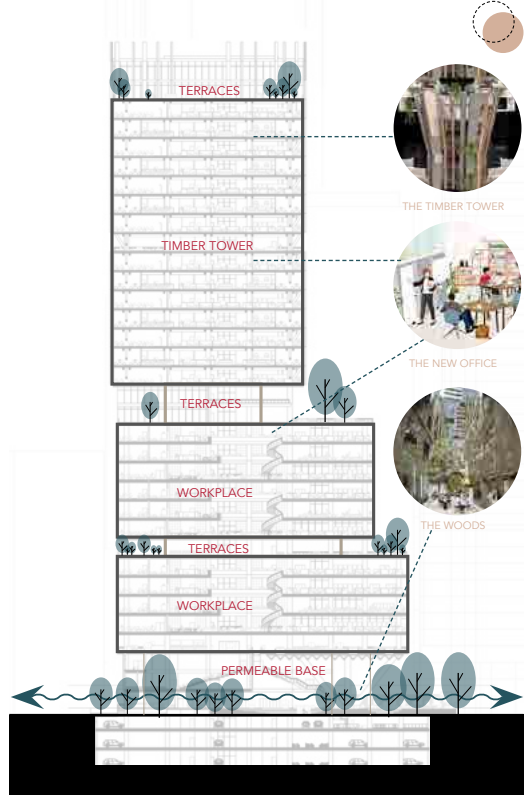 TERRACES
THE TIMBER TOWER
TIMBER TOWER
THE NEW OFFICE
TERRACES
WORKPLACE
THE WOODS
TERRACES
WORKPLACE
PERMEABLE BASE